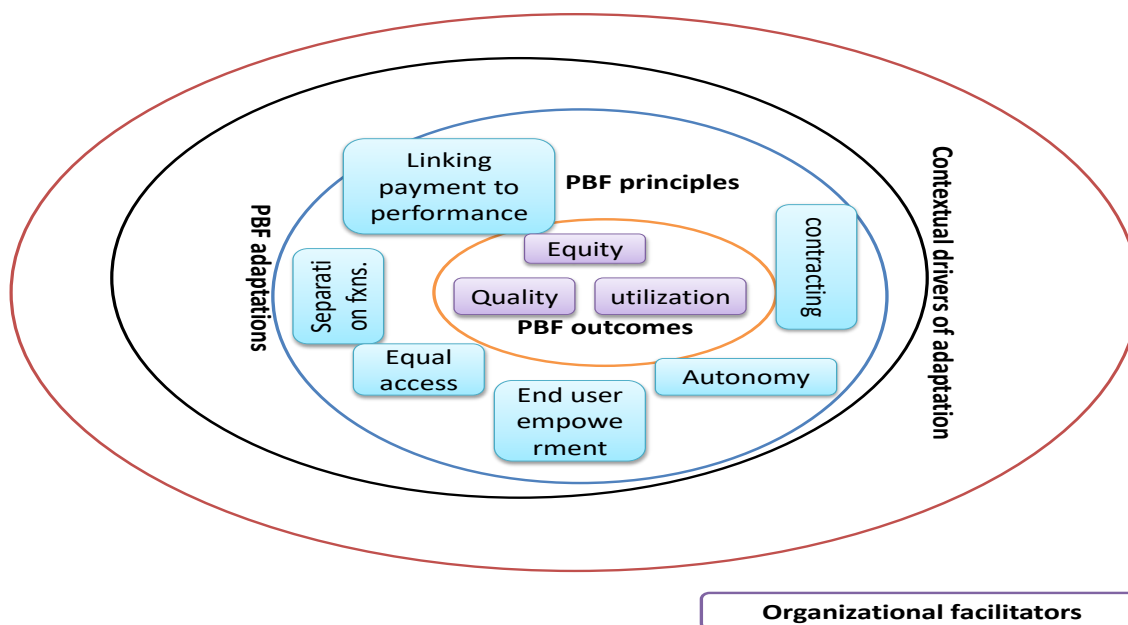 Linking
payment to
performance
PBF principles
contracting
Contextual drivers of adaptation
PBF adaptations
Separati
on fxns.
Equity
Quality
utilization
PBF outcomes
Equal
access
Autonomy
End user
empowe
rment
Organizational facilitators